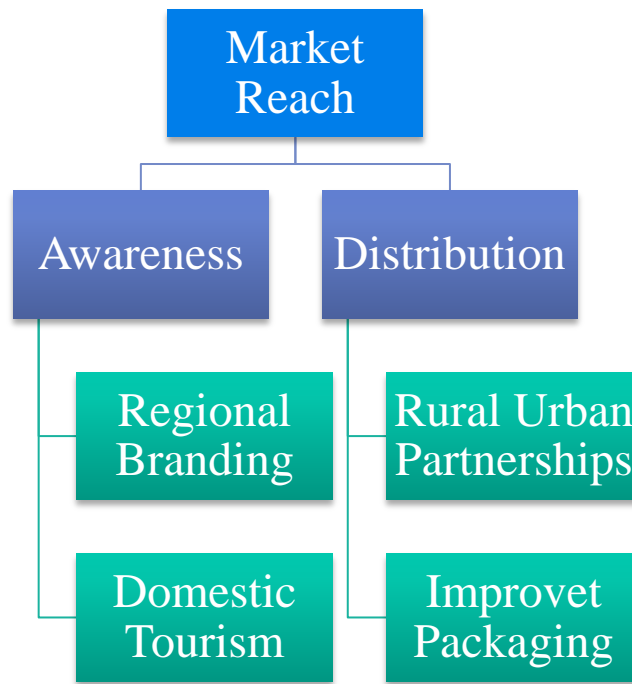 Market
Reach
Awareness
Distribution
Regional
Branding
Rural Urban
Partnerships
Domestic
Tourism
Improvet
Packaging